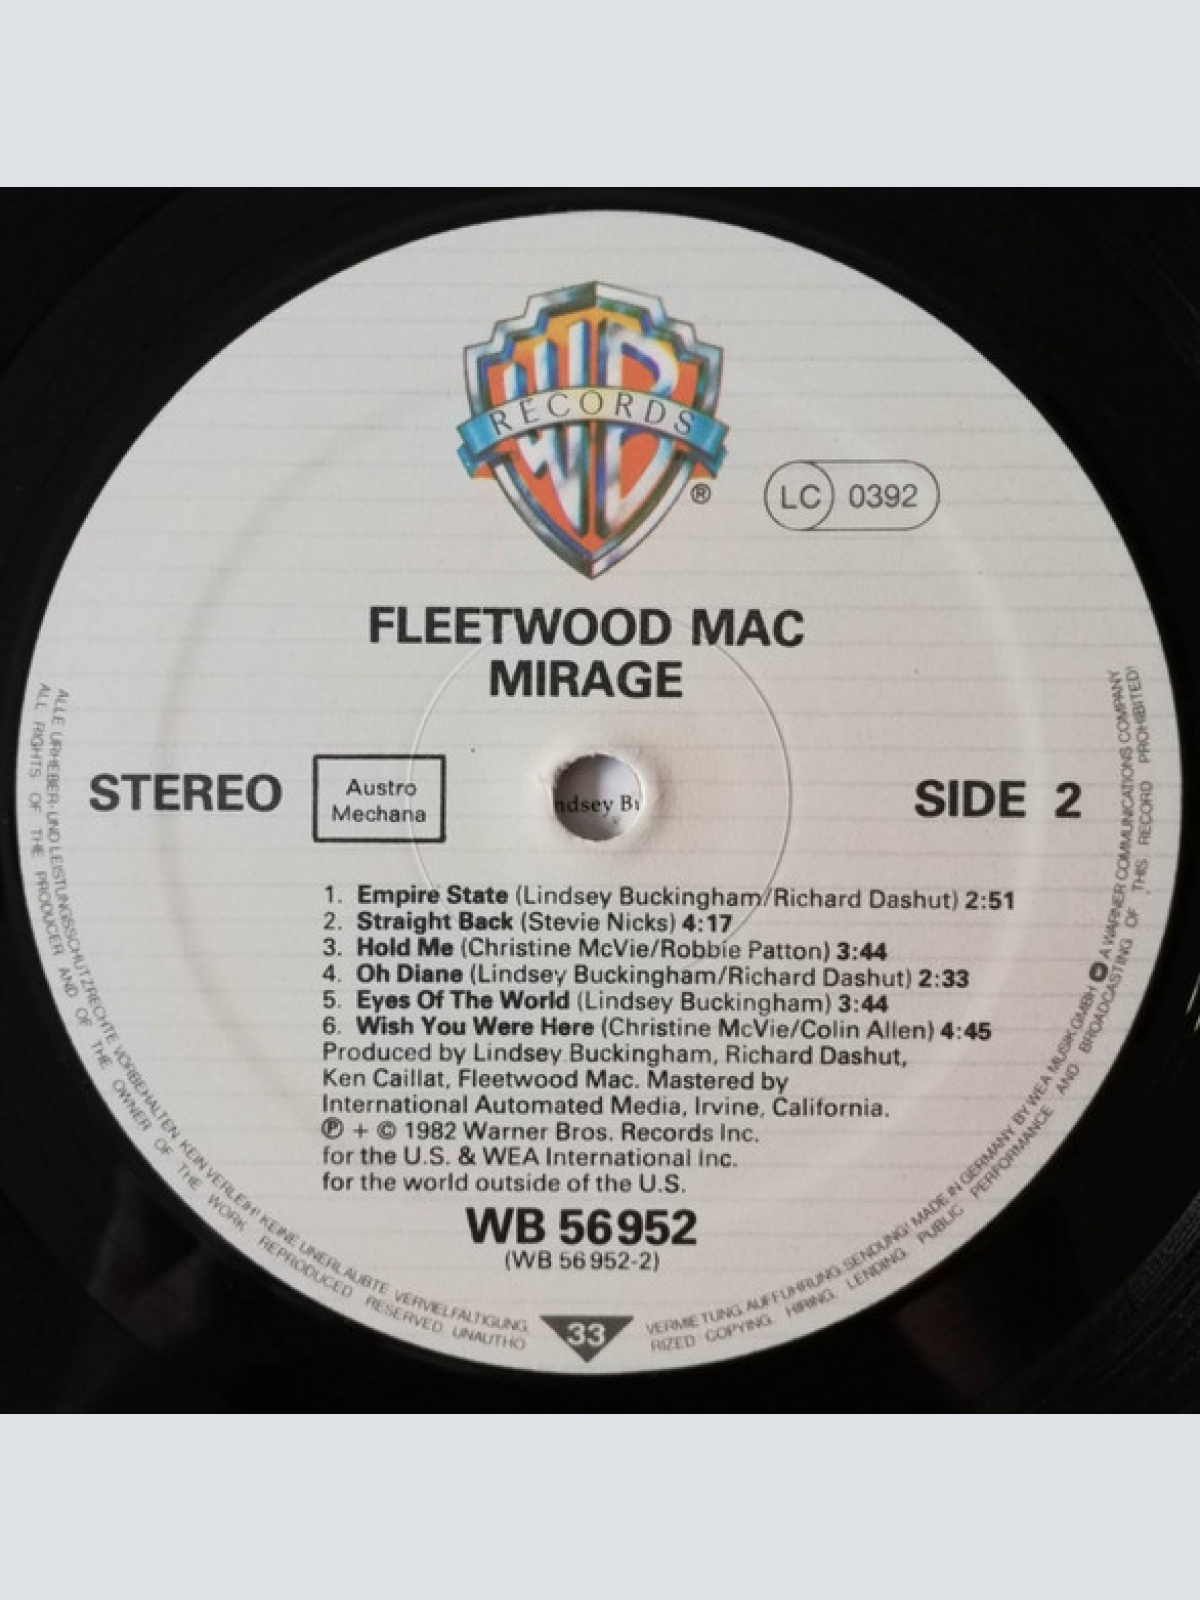 WB
RECORDS
®
LC 0392
FLEETWOOD MAC
MIRAGE
STEREO
Austro
Mechana
ndsey Bu
SIDE 2
1. Empire State (Lindsey Buckingham/Richard Dashut) 2:51
2. Straight Back (Stevie Nicks) 4:17
3. Hold Me (Christine McVie/Robbie Patton) 3:44
4. Oh Diane (Lindsey Buckingham/Richard Dashut) 2:33
5. Eyes Of The World (Lindsey Buckingham) 3:44
6. Wish You Were Here (Christine McVie/Colin Allen) 4:45
Produced by Lindsey Buckingham, Richard Dashut,
Ken Caillat, Fleetwood Mac. Mastered by
International Automated Media, Irvine, California.
℗ + © 1982 Warner Bros. Records Inc.
for the U.S. & WEA International Inc.
for the world outside of the U.S.
WB 56 952
(WB 56 952-2)
33
ALLE URHEBER- UND LEISTUNGSSCHUTZRECHTE VORBEHALTEN KEIN VERLEIH! KEINE UNERLAUBTE VERVIELFÄLTIGUNG, VERMIETUNG, AUFFÜHRUNG, SENDUNG! MADE IN GERMANY BY WEA MUSIK GMBH A WARNER COMMUNICATIONS COMPANY
ALL RIGHTS OF THE PRODUCER AND OF THE OWNER OF THE WORK REPRODUCED RESERVED UNAUTHORIZED COPYING, HIRING, LENDING, PUBLIC PERFORMANCE AND BROADCASTING OF THIS RECORD PROHIBITED!